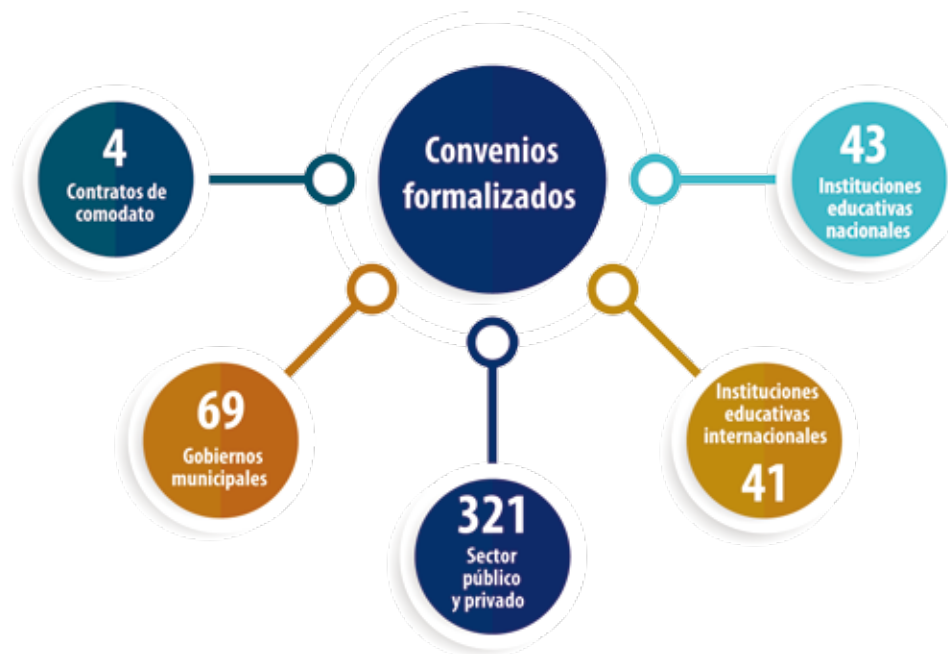 Convenios
formalizados
4
Contratos de
comodato
69
Gobiernos
municipales
321
Sector
público
y privado
Instituciones
educativas
internacionales
41
43
Instituciones
educativas
nacionales